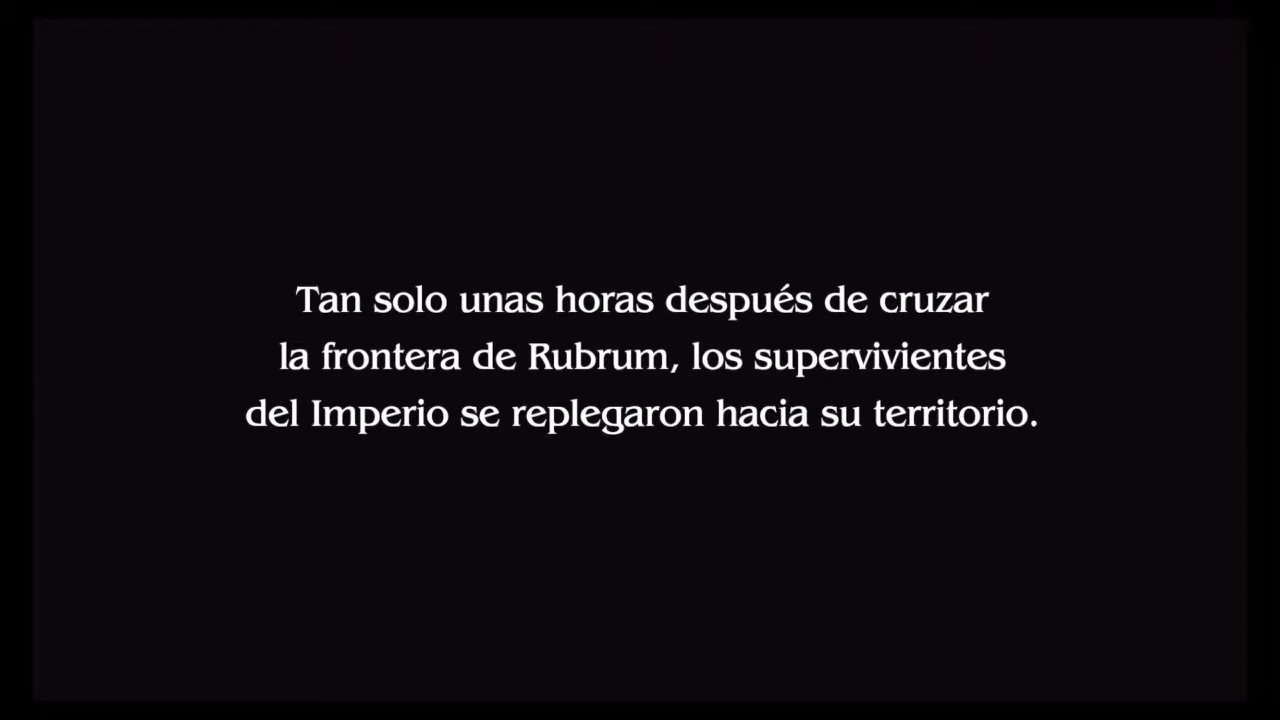 Tan solo unas horas después de cruzar
la frontera de Rubrum, los supervivientes
del Imperio se replegaron hacia su territorio.